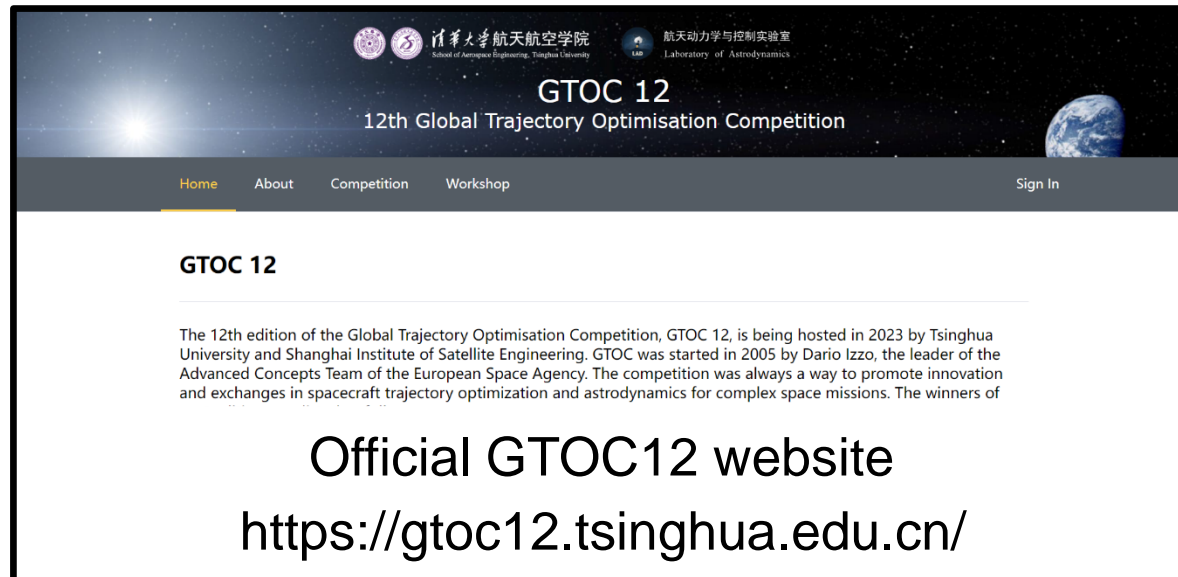 清华大学航天航空学院
School of Aerospace Engineering, Tsinghua University
LAD
航天动力学与控制实验室
Laboratory of Astrodynamics
GTOC 12
12th Global Trajectory Optimisation Competition
Home About Competition Workshop Sign In
GTOC 12
The 12th edition of the Global Trajectory Optimisation Competition, GTOC 12, is being hosted in 2023 by Tsinghua
University and Shanghai Institute of Satellite Engineering. GTOC was started in 2005 by Dario Izzo, the leader of the
Advanced Concepts Team of the European Space Agency. The competition was always a way to promote innovation
and exchanges in spacecraft trajectory optimization and astrodynamics for complex space missions. The winners of
Official GTOC12 website
https://gtoc12.tsinghua.edu.cn/